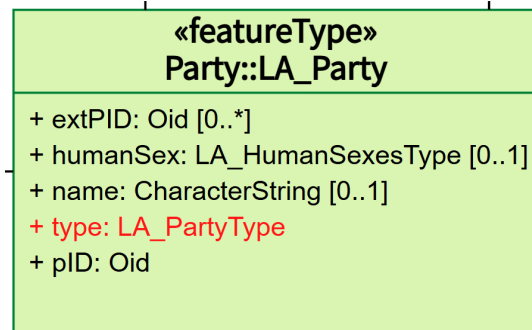 «featureType»
Party::LA_Party
+ extPID: Oid [0..*]
+ humanSex: LA_HumanSexesType [0..1]
+ name: CharacterString [0..1]
+ type: LA_PartyType
+ pID: Oid